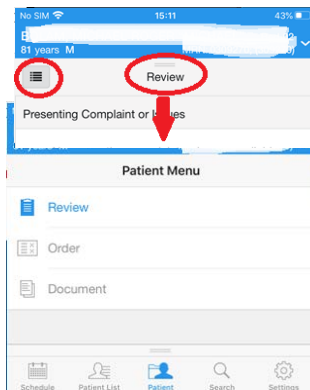 No SIM 15:11 43%
81 years M
Review
Presenting Complaint or
Patient Menu
Review
Order
Document
Schedule Patient List Patient Search Settings